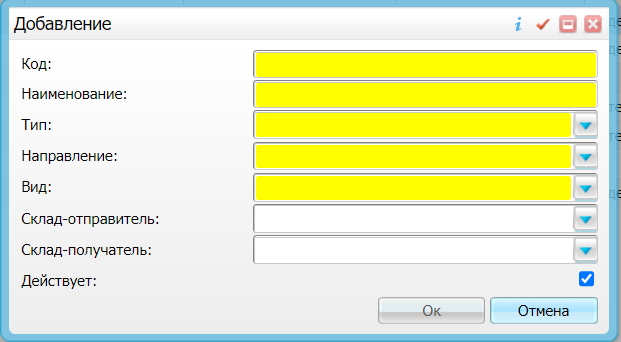 Добавление
Код:
Наименование:
Тип:
Направление:
Вид:
Склад-отправитель:
Склад-получатель:
Действует:
Ок Отмена